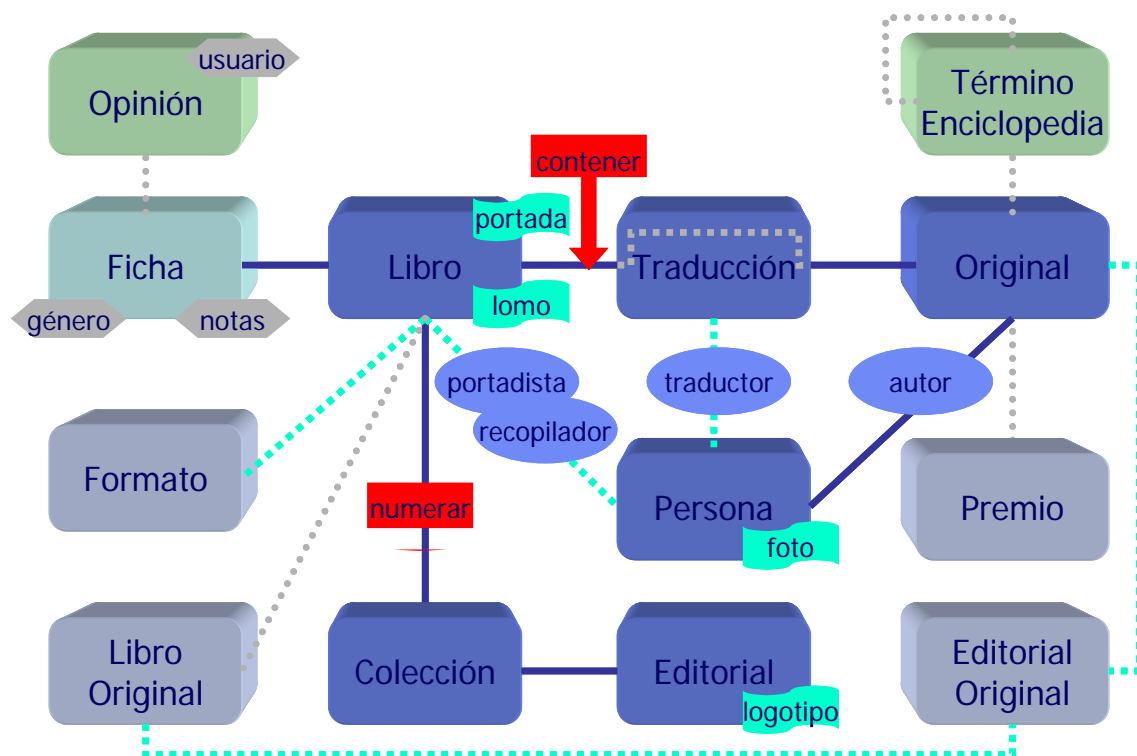 usuario
Opinión
Término
Enciclopedia
contener
portada
Ficha
Libro
Traducción
Original
lomo
género
notas
portadista
traductor
autor
recopilador
Formato
numerar
Persona
Premio
foto
Libro
Original
Colección
Editorial
Editorial
Original
logotipo